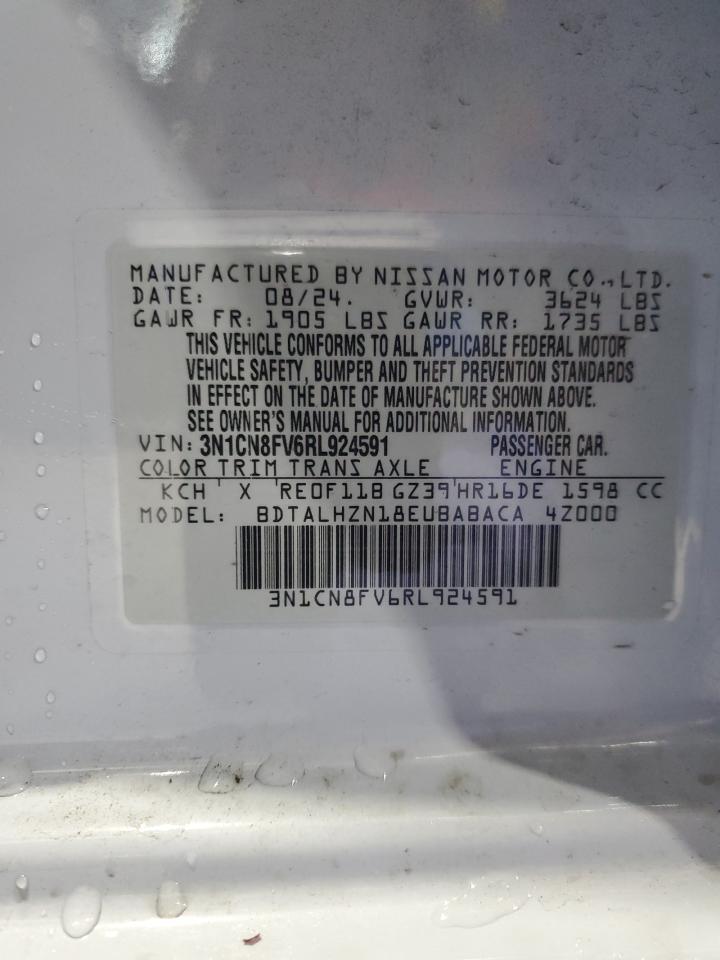 MANUFACTURED BY NISSAN MOTOR CO., LTD.
DATE: 08/24. GVWR: 3624 LBS
GAWR FR: 1905 LBS GAWR RR: 1735 LBS
THIS VEHICLE CONFORMS TO ALL APPLICABLE FEDERAL MOTOR
VEHICLE SAFETY, BUMPER AND THEFT PREVENTION STANDARDS
IN EFFECT ON THE DATE OF MANUFACTURE SHOWN ABOVE.
SEE OWNER'S MANUAL FOR ADDITIONAL INFORMATION.
VIN: 3N1CN8FV6RL924591 PASSENGER CAR.
COLOR TRIM TRANS AXLE ENGINE
KCH X RE0F11B GZ39 HR16DE 1598 CC
MODEL: BDTALHZN18EUBABACA 4Z000
3N1CN8FV6RL924591